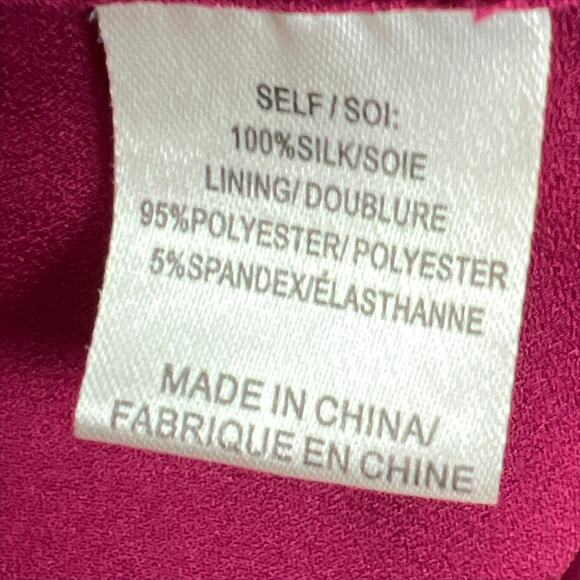 SELF / SOI:
100%SILK/SOIE
LINING/ DOUBLURE
95%POLYESTER/ POLYESTER
5%SPANDEX/ÉLASTHANNE
MADE IN CHINA/
FABRIQUE EN CHINE